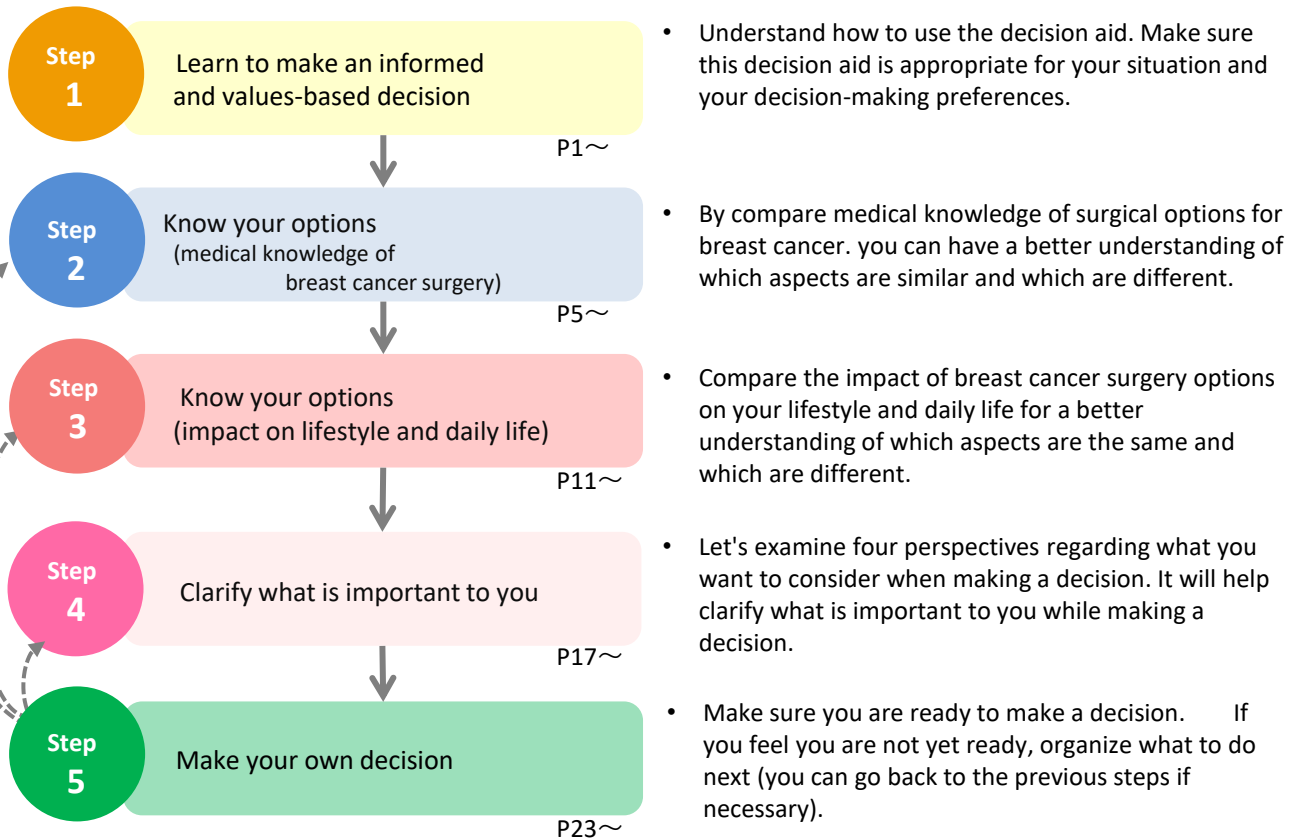 Step
1
Learn to make an informed
and values-based decision
P1～
• Understand how to use the decision aid. Make sure
this decision aid is appropriate for your situation and
your decision-making preferences.
Step
2
Know your options
(medical knowledge of
breast cancer surgery)
P5～
• By compare medical knowledge of surgical options for
breast cancer. you can have a better understanding of
which aspects are similar and which are different.
Step
3
Know your options
(impact on lifestyle and daily life)
P11～
• Compare the impact of breast cancer surgery options
on your lifestyle and daily life for a better
understanding of which aspects are the same and
which are different.
Step
4
Clarify what is important to you
P17～
• Let's examine four perspectives regarding what you
want to consider when making a decision. It will help
clarify what is important to you while making a
decision.
Step
5
Make your own decision
P23～
• Make sure you are ready to make a decision. If
you feel you are not yet ready, organize what to do
next (you can go back to the previous steps if
necessary).